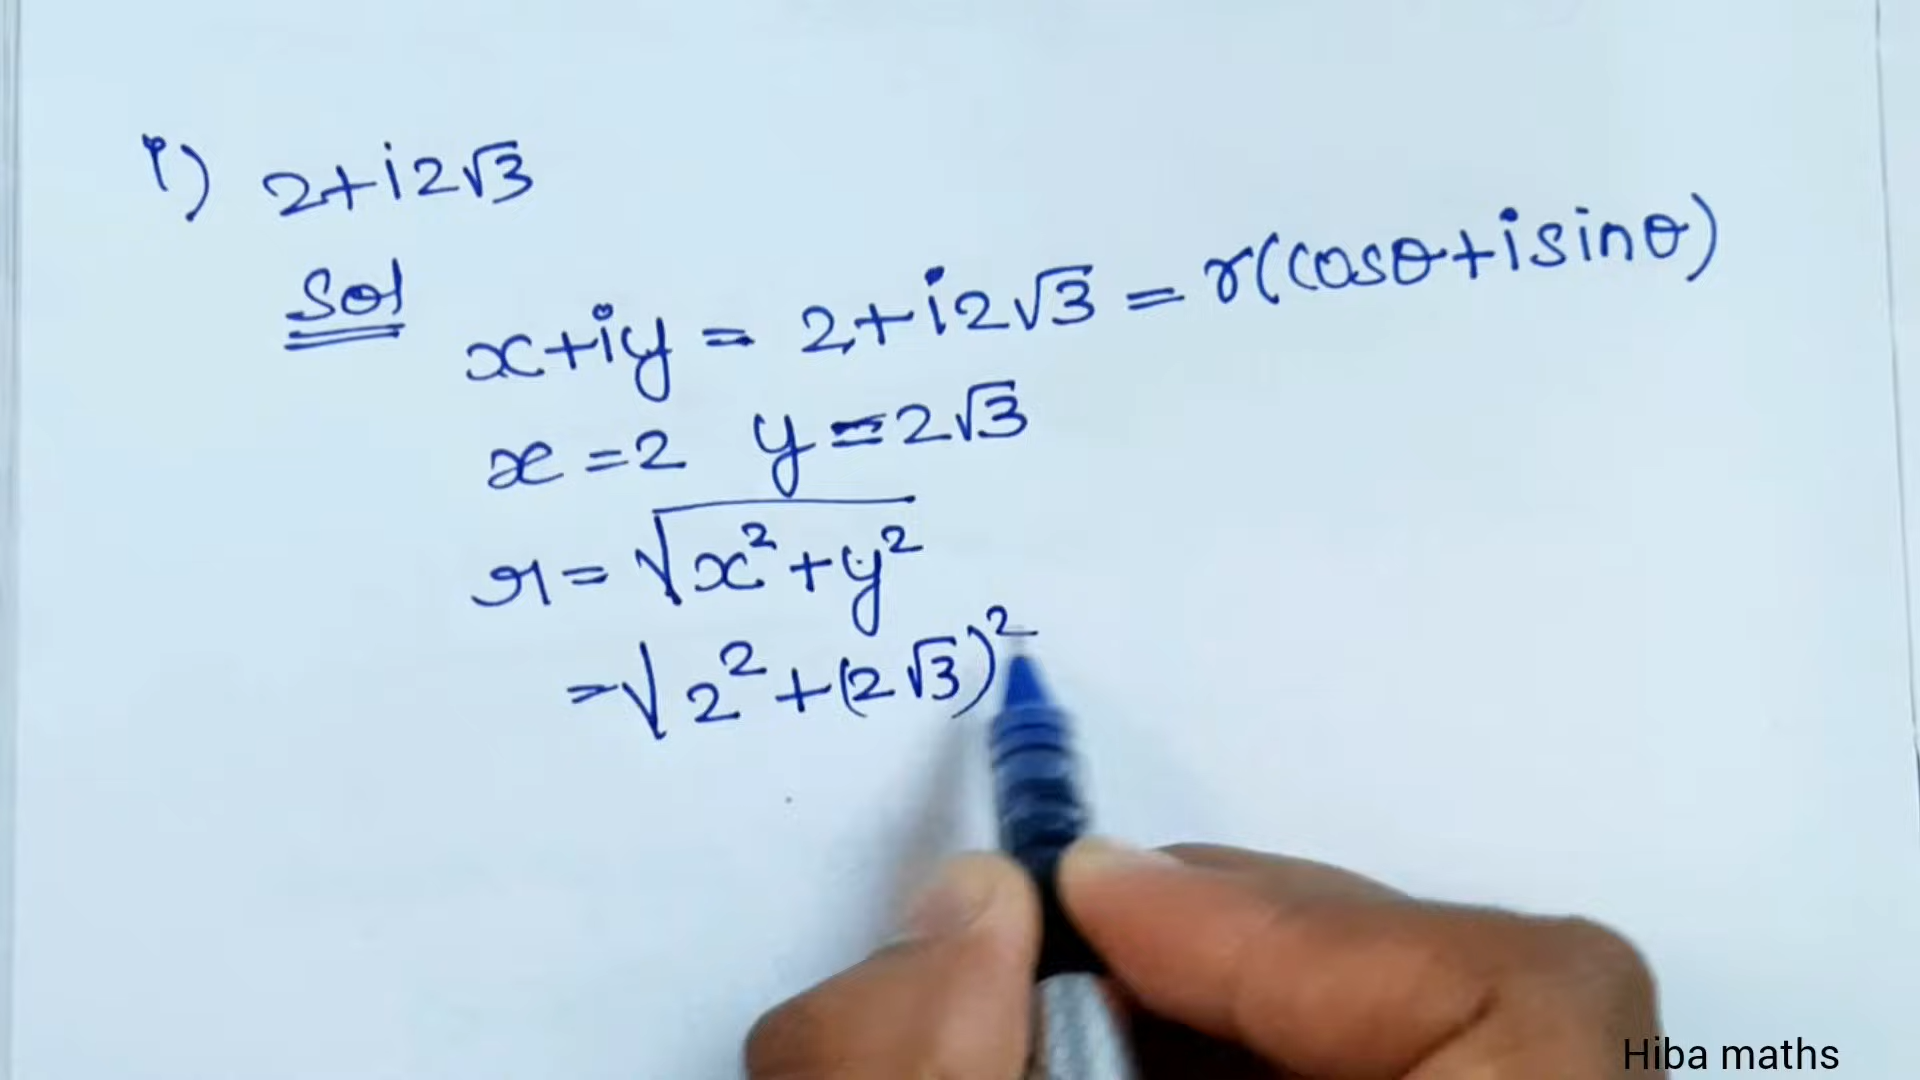 i) 2+i2√3
Sol
x+iy = 2+i2√3 = r(cosθ+isinθ)
x=2 y=2√3
r=√x²+y²
=√2²+(2√3)²
Hiba maths